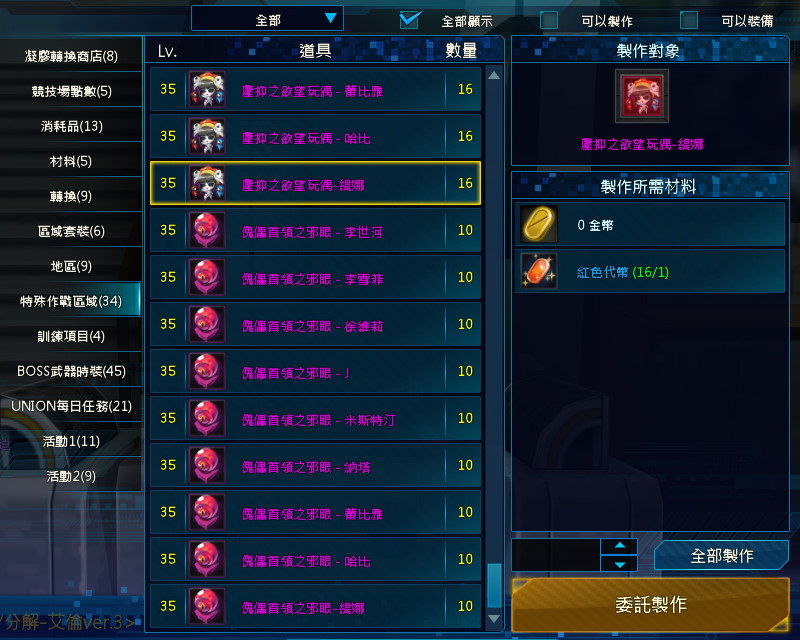 全部
全部顯示
可以製作
可以裝備
凝膠轉換商店(8)
競技場點數(5)
消耗品(13)
材料(5)
轉換(9)
區域套裝(6)
地區(9)
特殊作戰區域(34)
訓練項目(4)
BOSS武器時裝(45)
UNION每日任務(21)
活動1(11)
活動2(9)
Lv. 道具 數量
35 壓抑之欲望玩偶 - 蕾比雅 16
35 壓抑之欲望玩偶 - 哈比 16
35 壓抑之欲望玩偶-緹娜 16
35 傀儡首領之邪眼 - 李世河 10
35 傀儡首領之邪眼 - 李雪菲 10
35 傀儡首領之邪眼 - 徐維莉 10
35 傀儡首領之邪眼 - J 10
35 傀儡首領之邪眼 - 米斯特汀 10
35 傀儡首領之邪眼 - 納塔 10
35 傀儡首領之邪眼 - 蕾比雅 10
35 傀儡首領之邪眼 - 哈比 10
35 傀儡首領之邪眼-緹娜 10
製作對象
壓抑之欲望玩偶-緹娜
製作所需材料
0 金幣
紅色代幣 (16/1)
全部製作
委託製作
/分解-艾倫ver.3>